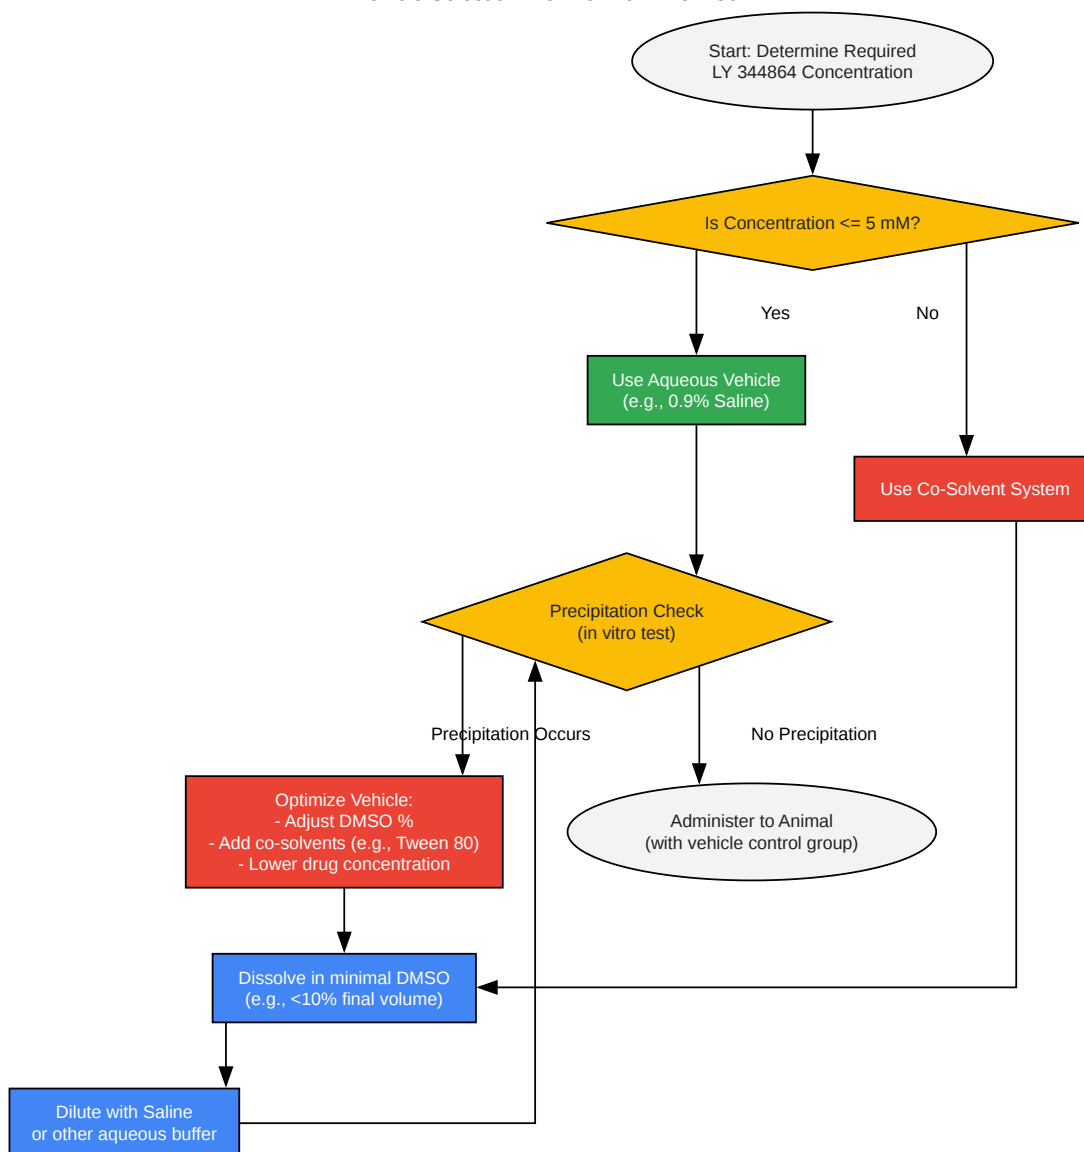 Start: Determine Required
LY 344864 Concentration
Is Concentration <= 5 mM?
Yes
No
Use Aqueous Vehicle
(e.g., 0.9% Saline)
Use Co-Solvent System
Precipitation Check
(in vitro test)
Precipitation Occurs
No Precipitation
Optimize Vehicle:
- Adjust DMSO %
- Add co-solvents (e.g., Tween 80)
- Lower drug concentration
Administer to Animal
(with vehicle control group)
Dissolve in minimal DMSO
(e.g., <10% final volume)
Dilute with Saline
or other aqueous buffer